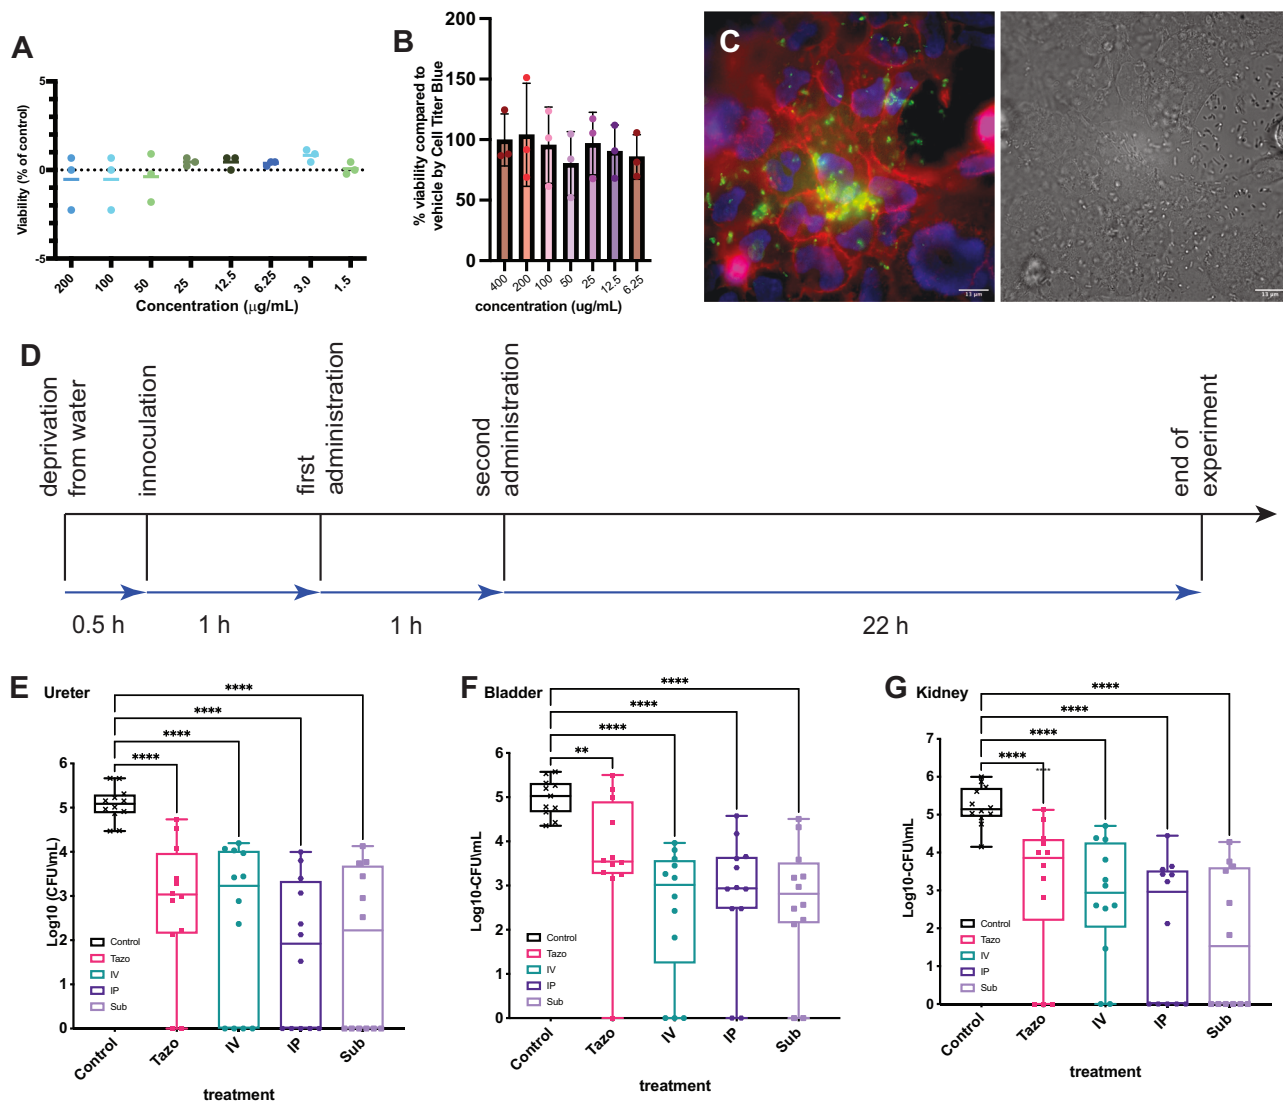 A
Viability (% of control)
5
0
-5
200
100
50
25
12.5
6.25
3.0
1.5
Concentration (μg/mL)
B
% viability compared to
vehicle by Cell Titer Blue
200
150
100
50
0
400
200
100
50
25
12.5
6.25
concentration (ug/mL)
C
11 μm
11 μm
D
deprivation
from water
innoculation
first
administration
second
administration
end of
experiment
0.5 h
1 h
1 h
22 h
E
Ureter
****
****
****
****
Log10 (CFU\mL)
6
5
4
3
2
1
0
Control
Tazo
IV
IP
Sub
Control
Tazo
IV
IP
Sub
treatment
F
Bladder
****
****
****
**
Log10-CFU\mL
6
5
4
3
2
1
0
Control
Tazo
IV
IP
Sub
Control
Tazo
IV
IP
Sub
treatment
G
Kidney
****
****
****
****
****
Log10-CFU\mL
7
6
5
4
3
2
1
0
Control
Tazo
IV
IP
Sub
Control
Tazo
IV
IP
Sub
treatment